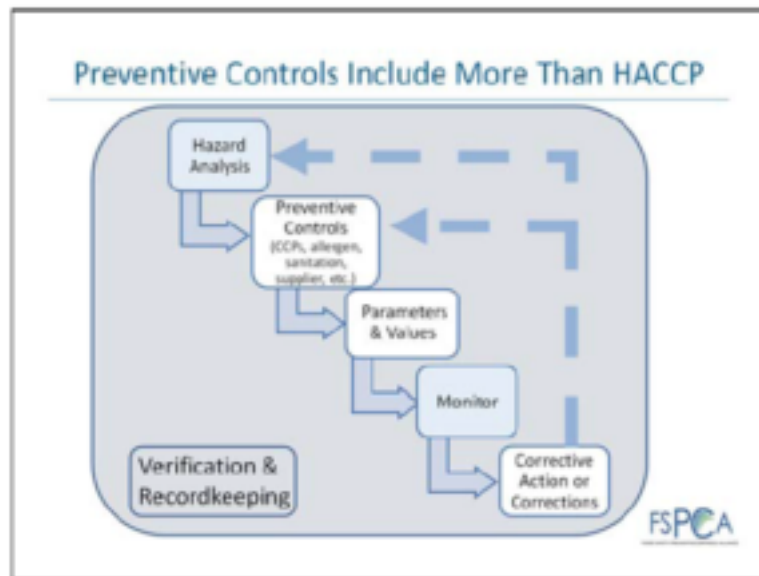 Preventive Controls Include More Than HACCP
Hazard
Analysis
Preventive
Controls
(CCPs, allergen,
sanitation,
supplier, etc.)
Parameters
& Values
Monitor
Corrective
Action or
Corrections
Verification &
Recordkeeping
FSPCA